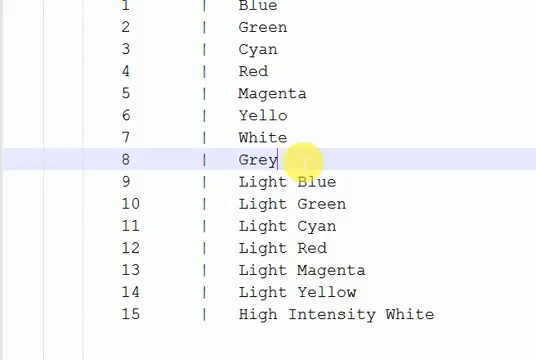 1 | Blue
2 | Green
3 | Cyan
4 | Red
5 | Magenta
6 | Yello
7 | White
8 | Grey
9 | Light Blue
10 | Light Green
11 | Light Cyan
12 | Light Red
13 | Light Magenta
14 | Light Yellow
15 | High Intensity White